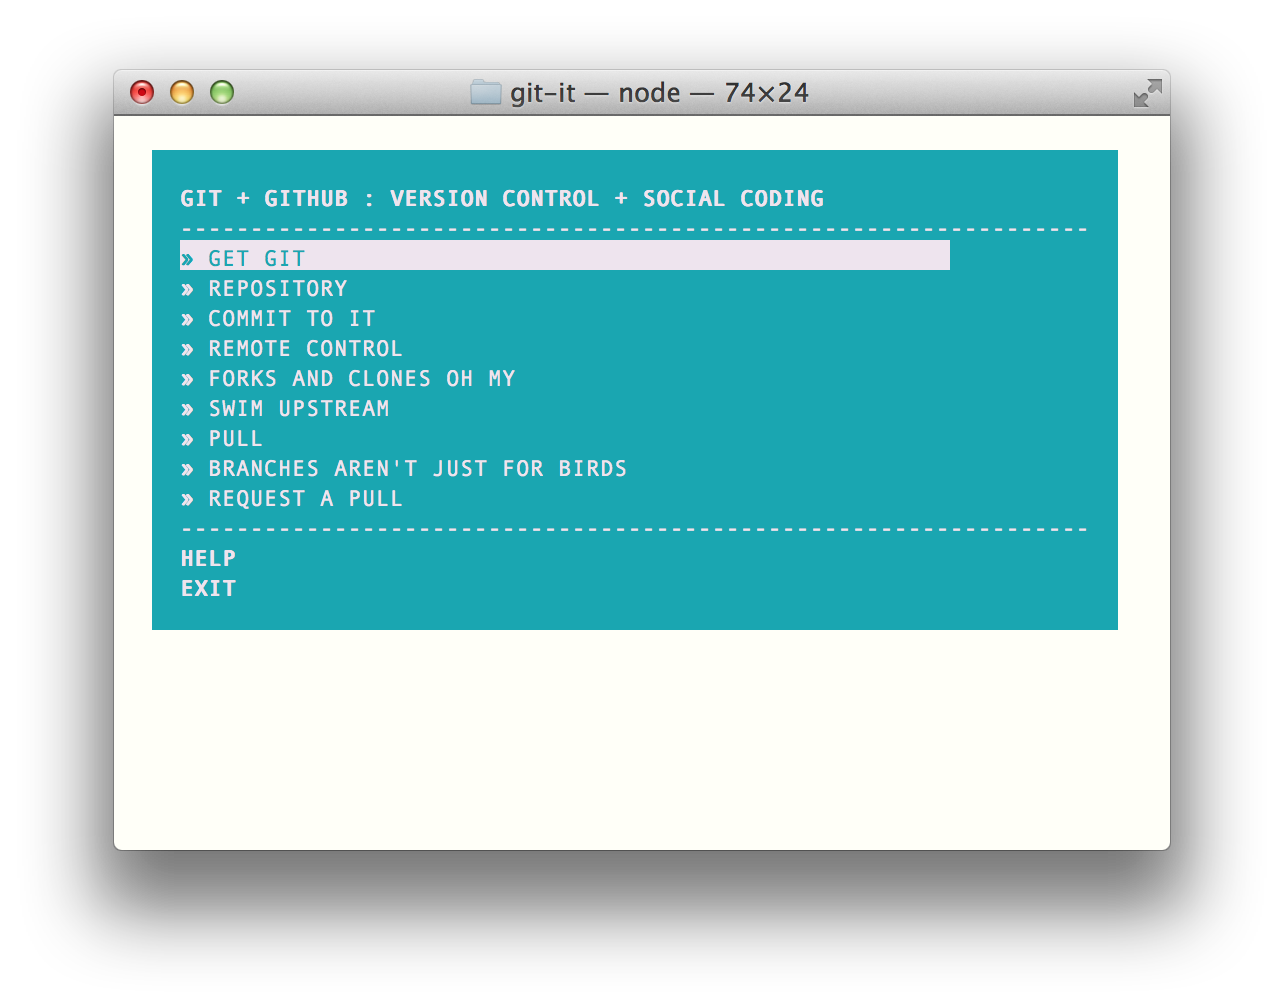 git-it — node — 74×24
GIT + GITHUB : VERSION CONTROL + SOCIAL CODING
-----------------------------------------------------------------
» GET GIT
» REPOSITORY
» COMMIT TO IT
» REMOTE CONTROL
» FORKS AND CLONES OH MY
» SWIM UPSTREAM
» PULL
» BRANCHES AREN'T JUST FOR BIRDS
» REQUEST A PULL
-----------------------------------------------------------------
HELP
EXIT